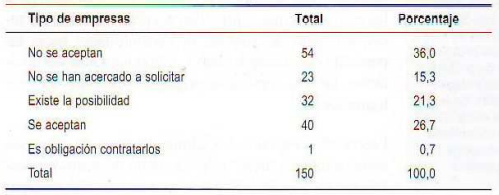 Tipo de empresas Total Porcentaje
No se aceptan 54 36,0
No se han acercado a solicitar 23 15,3
Existe la posibilidad 32 21,3
Se aceptan 40 26,7
Es obligación contratarlos 1 0,7
Total 150 100,0